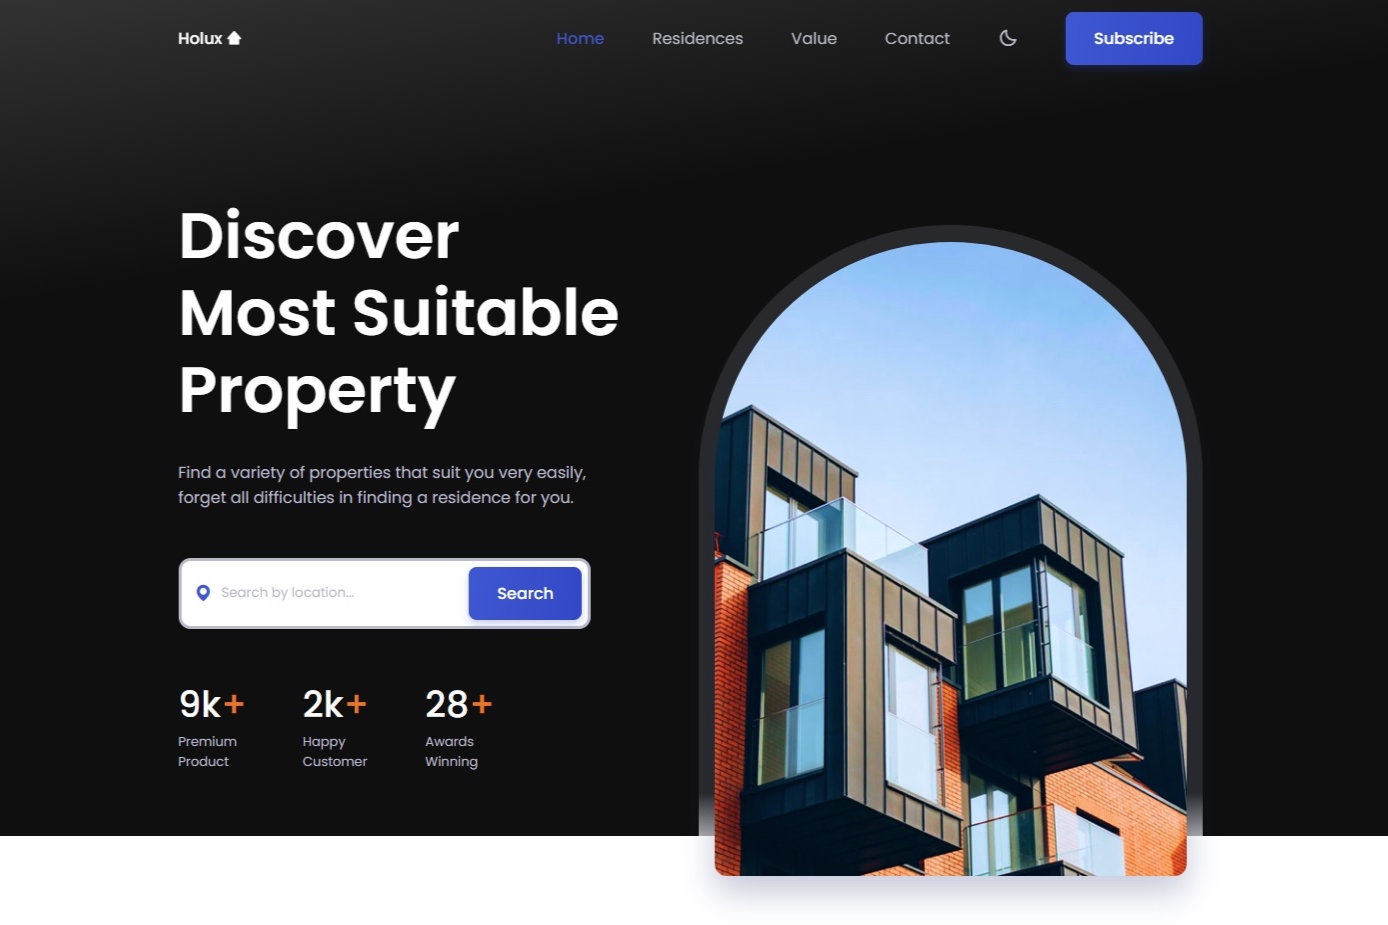 Holux
Home
Residences
Value
Contact
Subscribe
Discover
Most Suitable
Property
Find a variety of properties that suit you very easily,
forget all difficulties in finding a residence for you.
Search by location...
Search
9k+
Premium
Product
2k+
Happy
Customer
28+
Awards
Winning